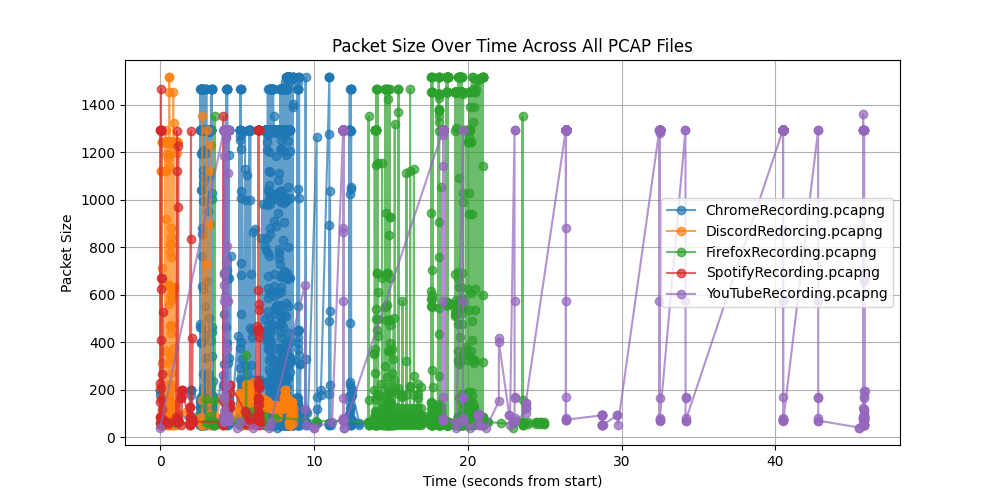 Packet Size Over Time Across All PCAP Files
Packet Size
1400
1200
1000
800
600
400
200
0
ChromeRecording.pcapng
DiscordRedorcing.pcapng
FirefoxRecording.pcapng
SpotifyRecording.pcapng
YouTubeRecording.pcapng
0 10 20 30 40
Time (seconds from start)